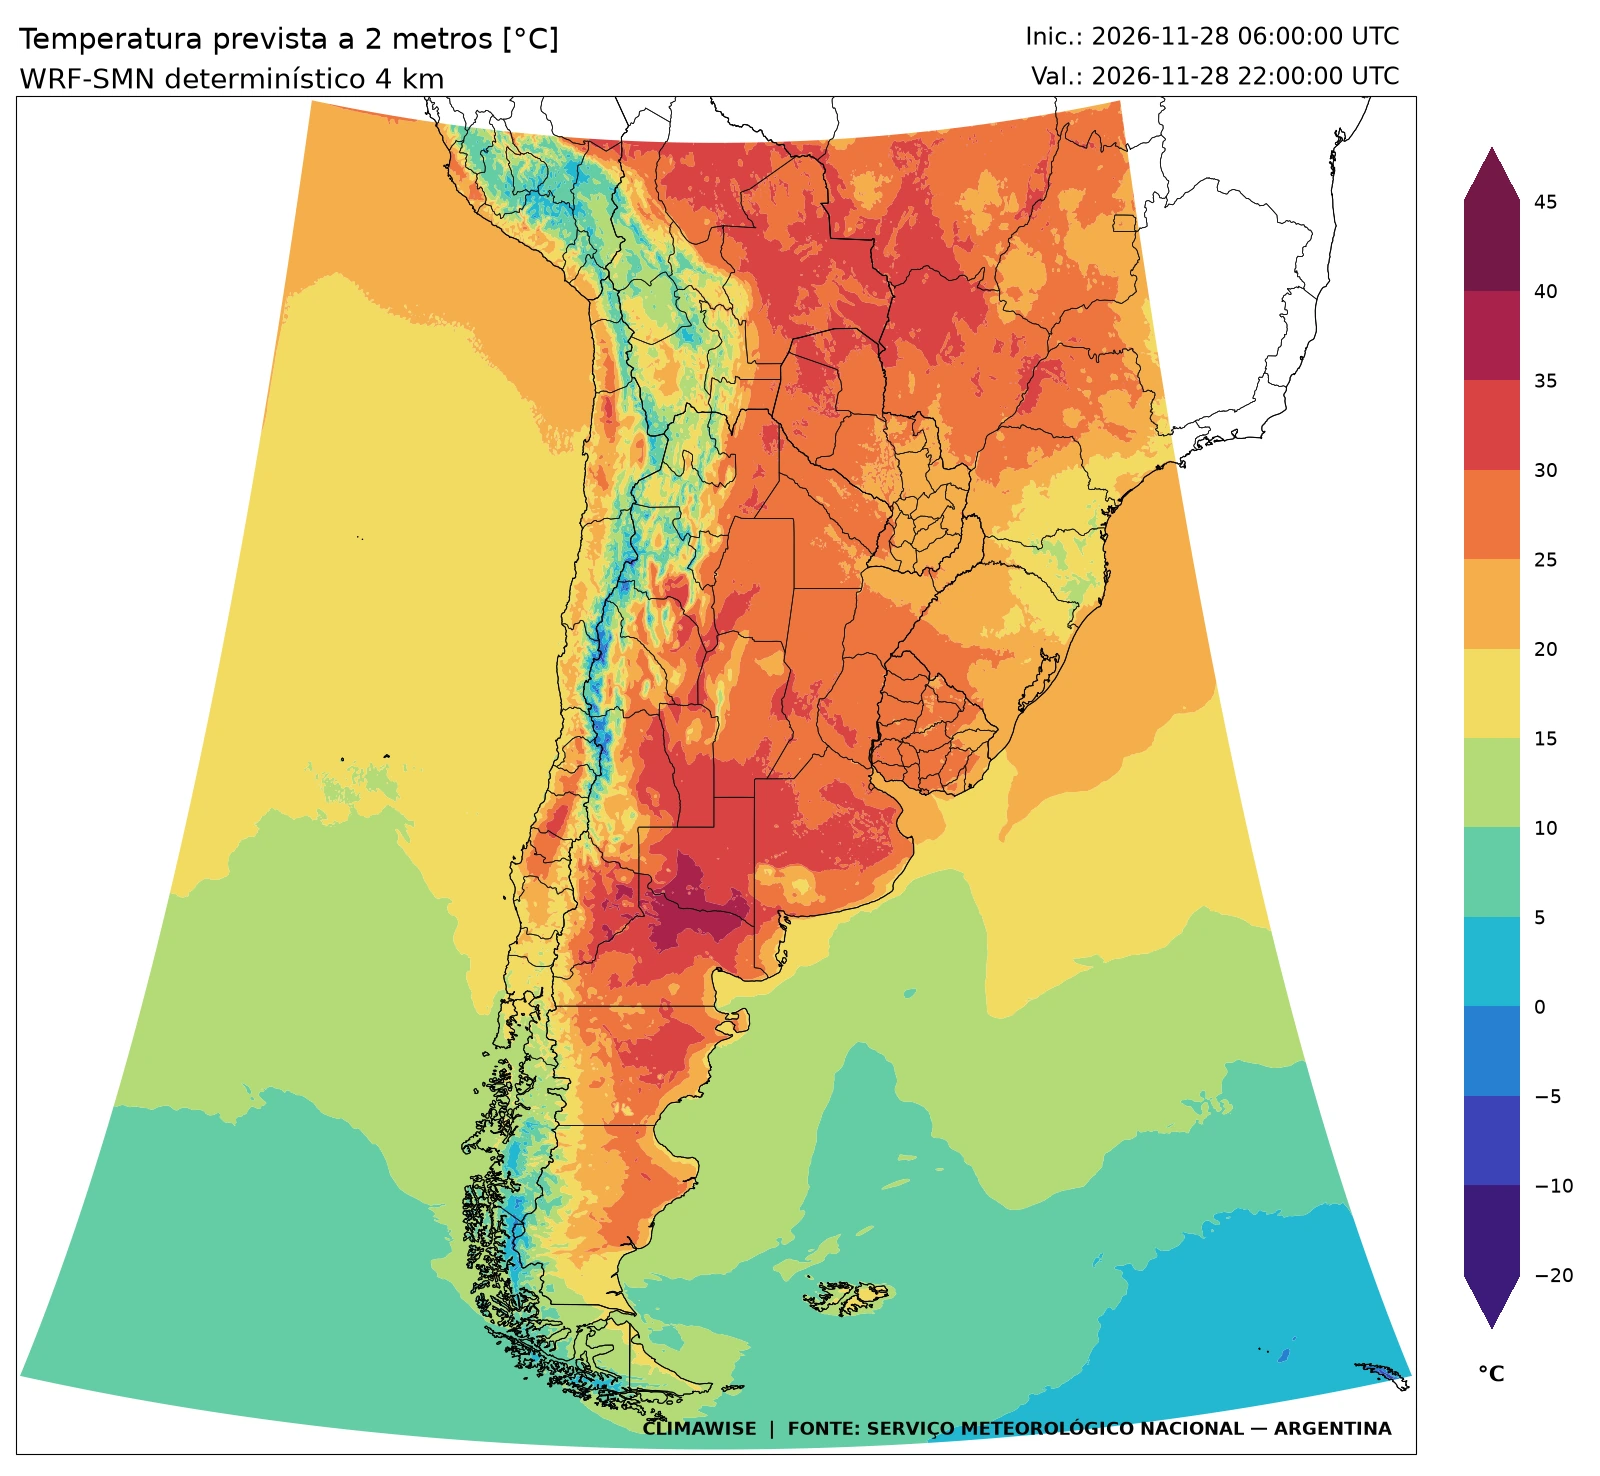 Temperatura prevista a 2 metros [°C]
WRF-SMN determinístico 4 km
Inic.: 2026-11-28 06:00:00 UTC
Val.: 2026-11-28 22:00:00 UTC
45
40
35
30
25
20
15
10
5
0
−5
−10
−20
°C
CLIMAWISE | FONTE: SERVIÇO METEOROLÓGICO NACIONAL — ARGENTINA